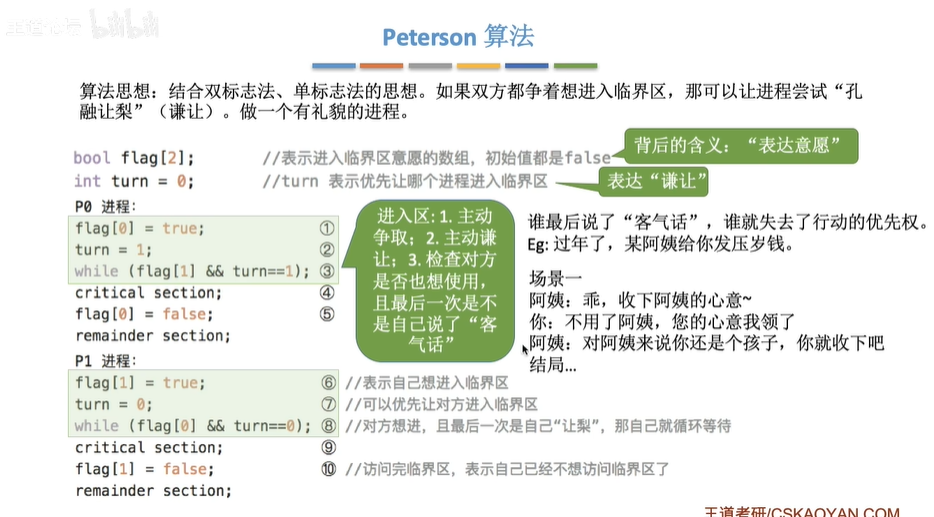 Peterson 算法
算法思想：结合双标志法、单标志法的思想。如果双方都争着想进入临界区，那可以让进程尝试“孔
融让梨”（谦让）。做一个有礼貌的进程。
bool flag[2]; //表示进入临界区意愿的数组，初始值都是false
背后的含义：“表达意愿”
int turn = 0; //turn 表示优先让哪个进程进入临界区
表达“谦让”
P0 进程：
flag[0] = true; ①
turn = 1; ②
while (flag[1] && turn==1); ③
critical section; ④
flag[0] = false; ⑤
remainder section;
P1 进程：
flag[1] = true; ⑥ //表示自己想进入临界区
turn = 0; ⑦ //可以优先让对方进入临界区
while (flag[0] && turn==0); ⑧ //对方想进，且最后一次是自己“让梨”，那自己就循环等待
critical section; ⑨
flag[1] = false; ⑩ //访问完临界区，表示自己已经不想访问临界区了
remainder section;
进入区: 1. 主动
争取；2. 主动谦
让；3. 检查对方
是否也想使用，
且最后一次是不
是自己说了“客
气话”
谁最后说了“客气话”，谁就失去了行动的优先权。
Eg: 过年了，某阿姨给你发压岁钱。
场景一
阿姨：乖，收下阿姨的心意~
你：不用了阿姨，您的心意我领了
阿姨：对阿姨来说你还是个孩子，你就收下吧
结局...
王道考研/CSKAOYAN.COM